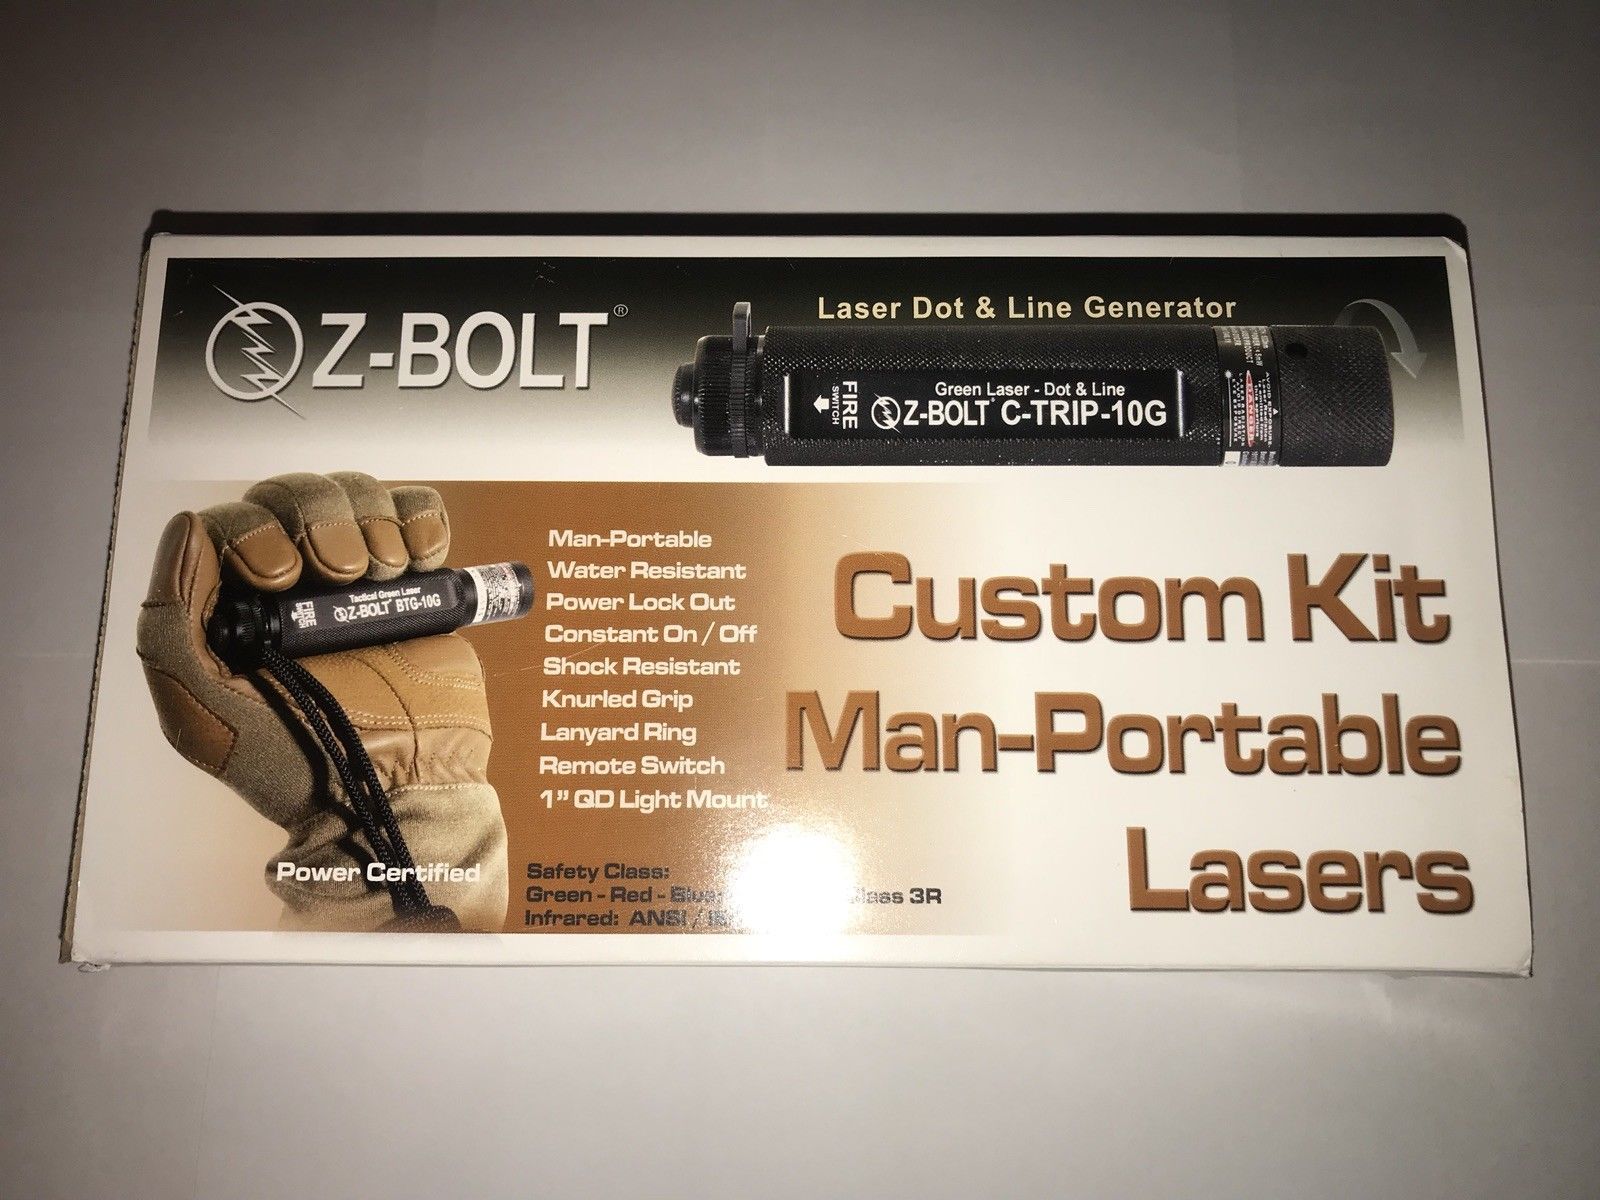 Z-BOLT®
Laser Dot & Line Generator
FIRE
SWITCH
Green Laser - Dot & Line
Z-BOLT® C-TRIP-10G
DANGER
Tactical Green Laser
FIRE
Z-BOLT® BTG-10G
Man-Portable
Water Resistant
Power Lock Out
Constant On / Off
Shock Resistant
Knurled Grip
Lanyard Ring
Remote Switch
1” QD Light Mount
Custom Kit
Man-Portable
Lasers
Power Certified
Safety Class:
Green - Red - Blue: Class 3R
Infrared: ANSI /